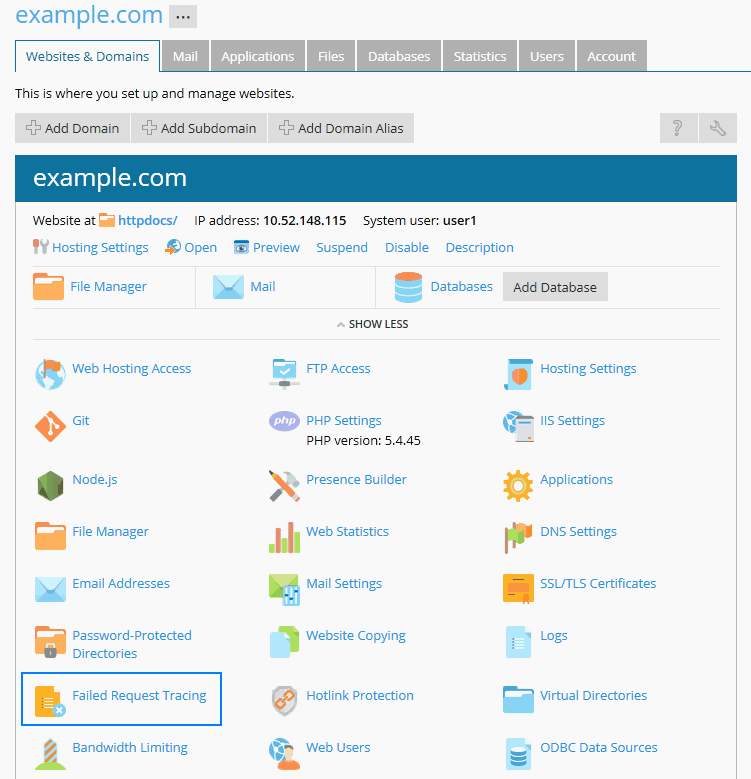 example.com ...
Websites & Domains Mail Applications Files Databases Statistics Users Account
This is where you set up and manage websites.
Add Domain Add Subdomain Add Domain Alias ?
example.com
Website at httpdocs/ IP address: 10.52.148.115 System user: user1
Hosting Settings Open Preview Suspend Disable Description
File Manager Mail Databases Add Database
SHOW LESS
Web Hosting Access FTP Access Hosting Settings
Git PHP Settings IIS Settings
php
PHP version: 5.4.45
Node.js Presence Builder Applications
File Manager Web Statistics DNS Settings
Email Addresses Mail Settings SSL/TLS Certificates
Password-Protected Website Copying Logs
Directories
Failed Request Tracing Hotlink Protection Virtual Directories
Bandwidth Limiting Web Users ODBC Data Sources